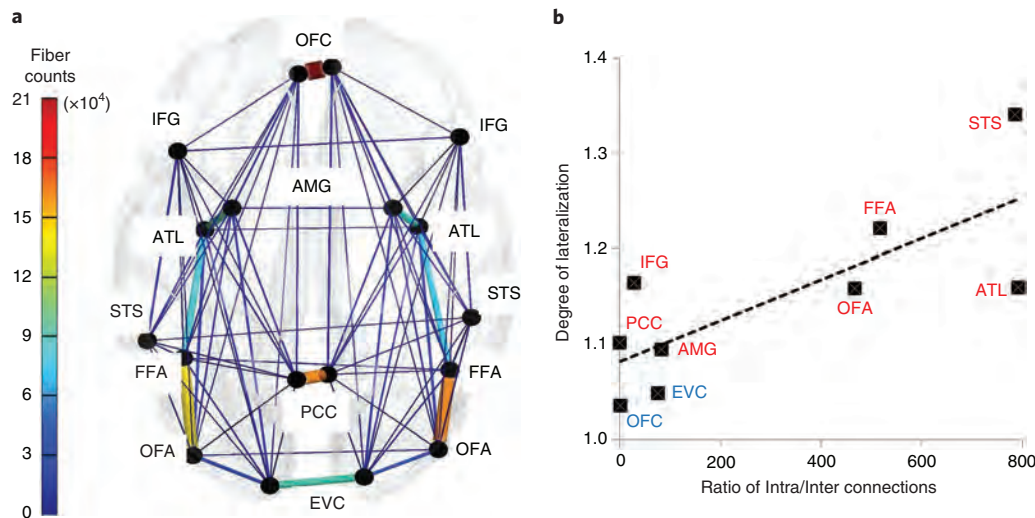 a
Fiber
counts
(×10⁴)
21
18
15
12
9
6
3
0
OFC
IFG
IFG
AMG
ATL
ATL
STS
STS
FFA
FFA
PCC
OFA
OFA
EVC
b
Degree of lateralization
1.4
1.3
1.2
1.1
1.0
STS
FFA
IFG
OFA
ATL
PCC
AMG
EVC
OFC
0
200
400
600
800
Ratio of Intra/Inter connections